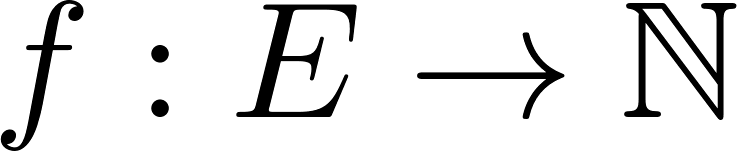 f : E → ℕ